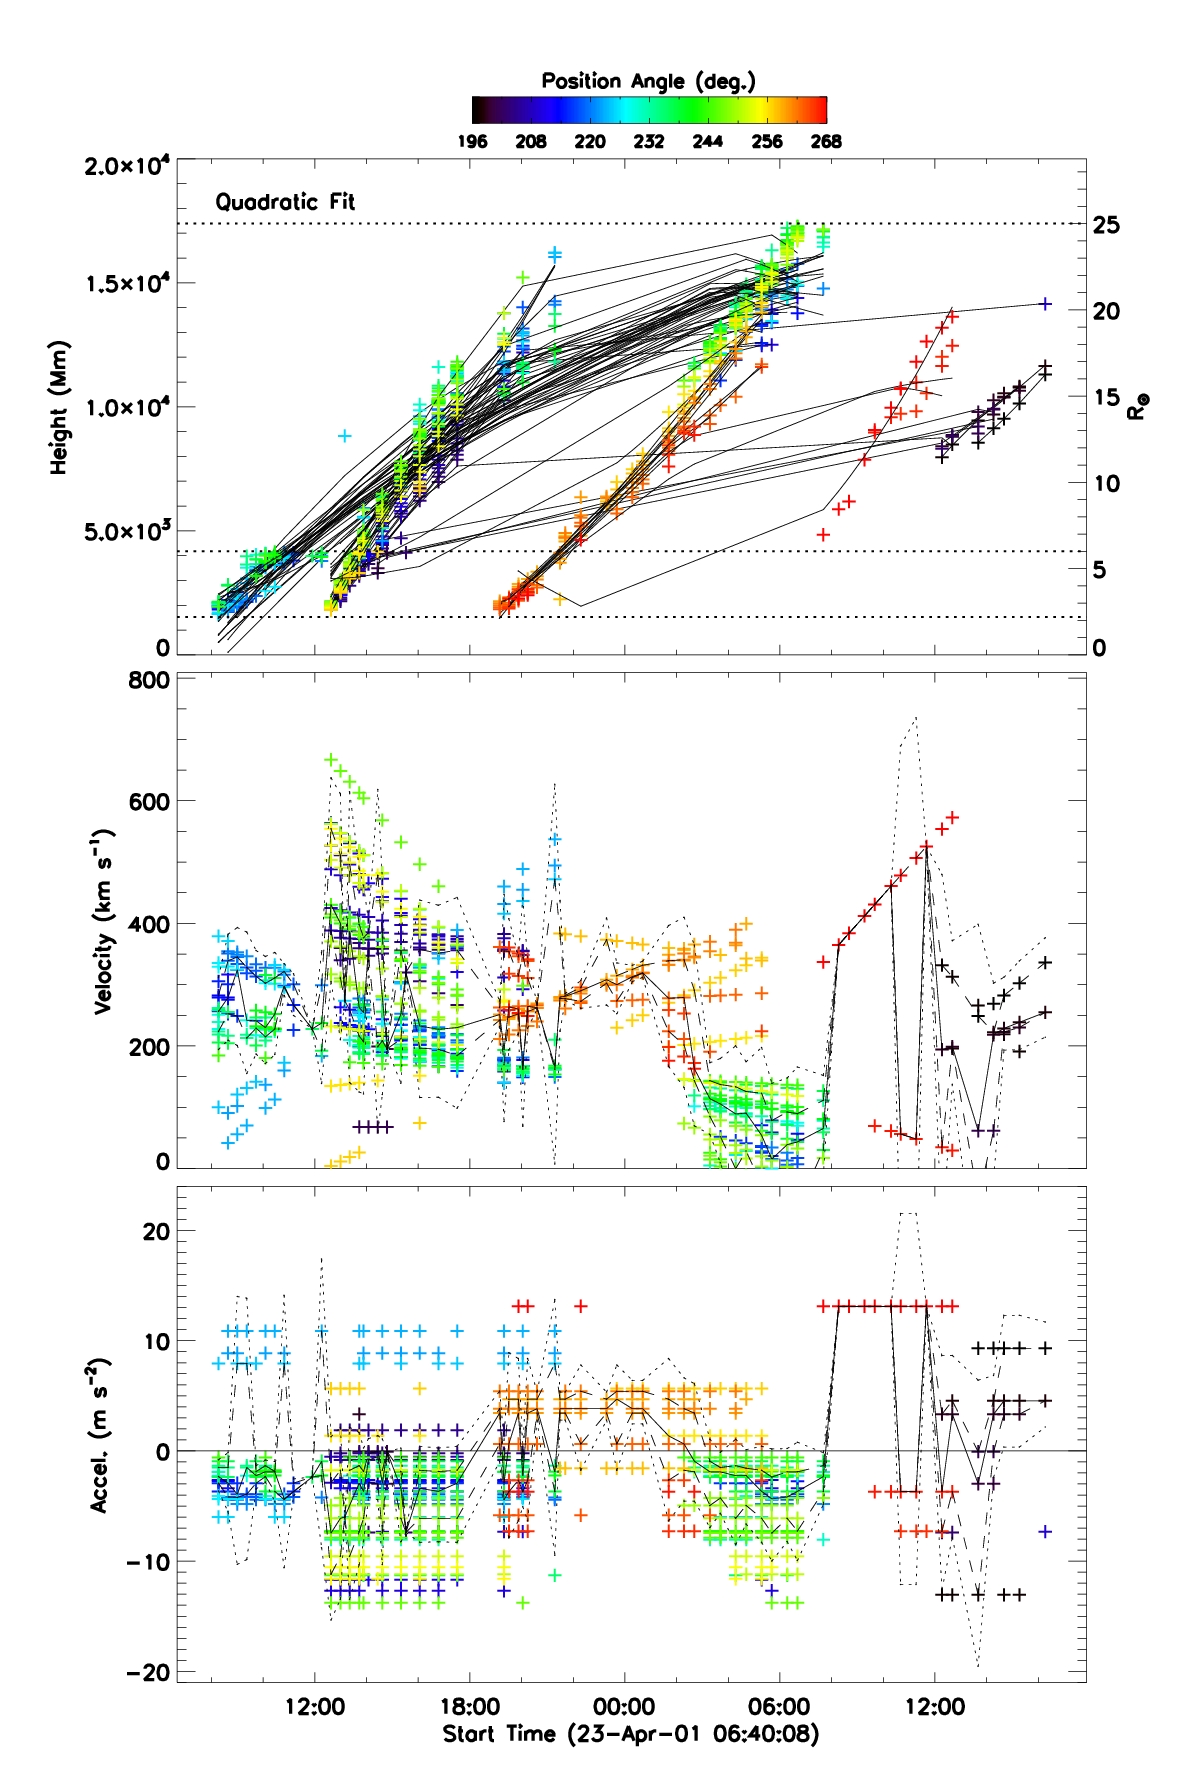 Position Angle (deg.)
196 208 220 232 244 256 268
2.0×10⁴
1.5×10⁴
1.0×10⁴
5.0×10³
0
Height (Mm)
Quadratic Fit
25
20
15
10
5
0
R⊙
800
600
400
200
0
Velocity (km s⁻¹)
20
10
0
−10
−20
Accel. (m s⁻²)
12:00 18:00 00:00 06:00 12:00
Start Time (23−Apr−01 06:40:08)